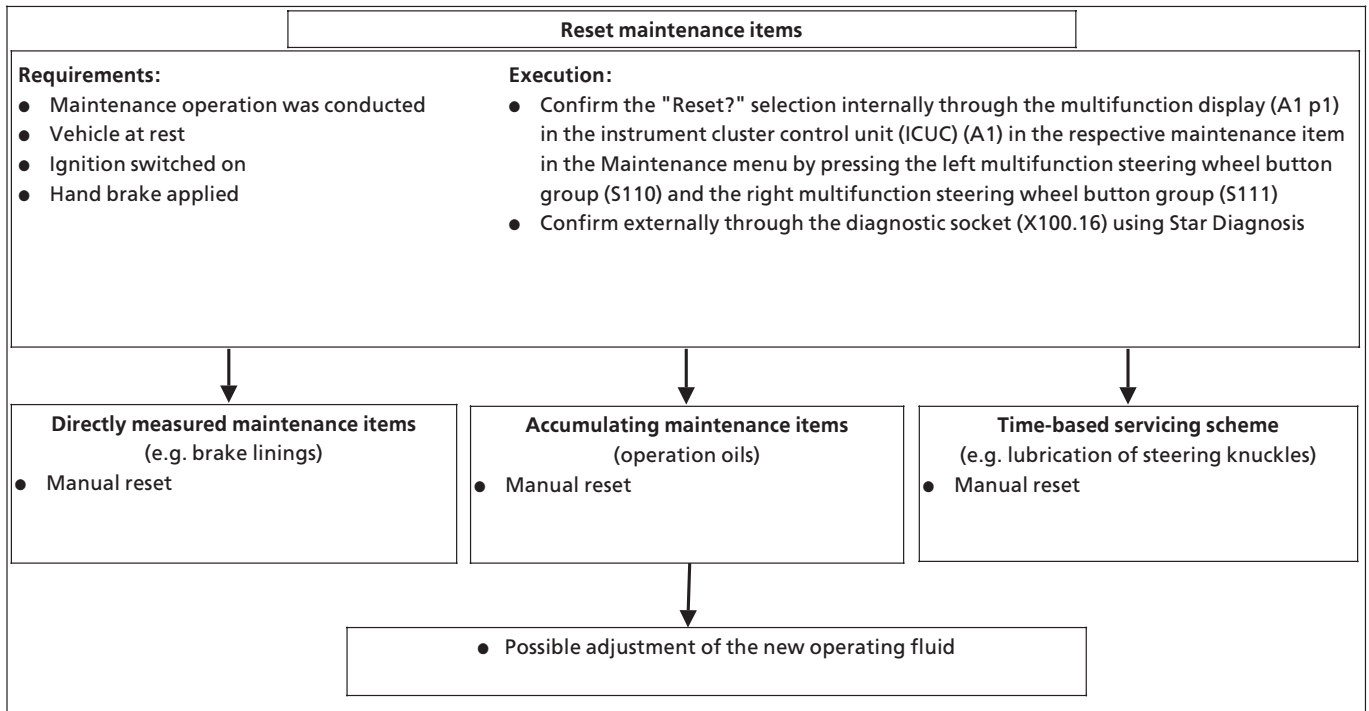 Reset maintenance items
Requirements:
● Maintenance operation was conducted
● Vehicle at rest
● Ignition switched on
● Hand brake applied
Execution:
● Confirm the "Reset?" selection internally through the multifunction display (A1 p1)
in the instrument cluster control unit (ICUC) (A1) in the respective maintenance item
in the Maintenance menu by pressing the left multifunction steering wheel button
group (S110) and the right multifunction steering wheel button group (S111)
● Confirm externally through the diagnostic socket (X100.16) using Star Diagnosis
Directly measured maintenance items
(e.g. brake linings)
● Manual reset
Accumulating maintenance items
(operation oils)
● Manual reset
Time-based servicing scheme
(e.g. lubrication of steering knuckles)
● Manual reset
● Possible adjustment of the new operating fluid